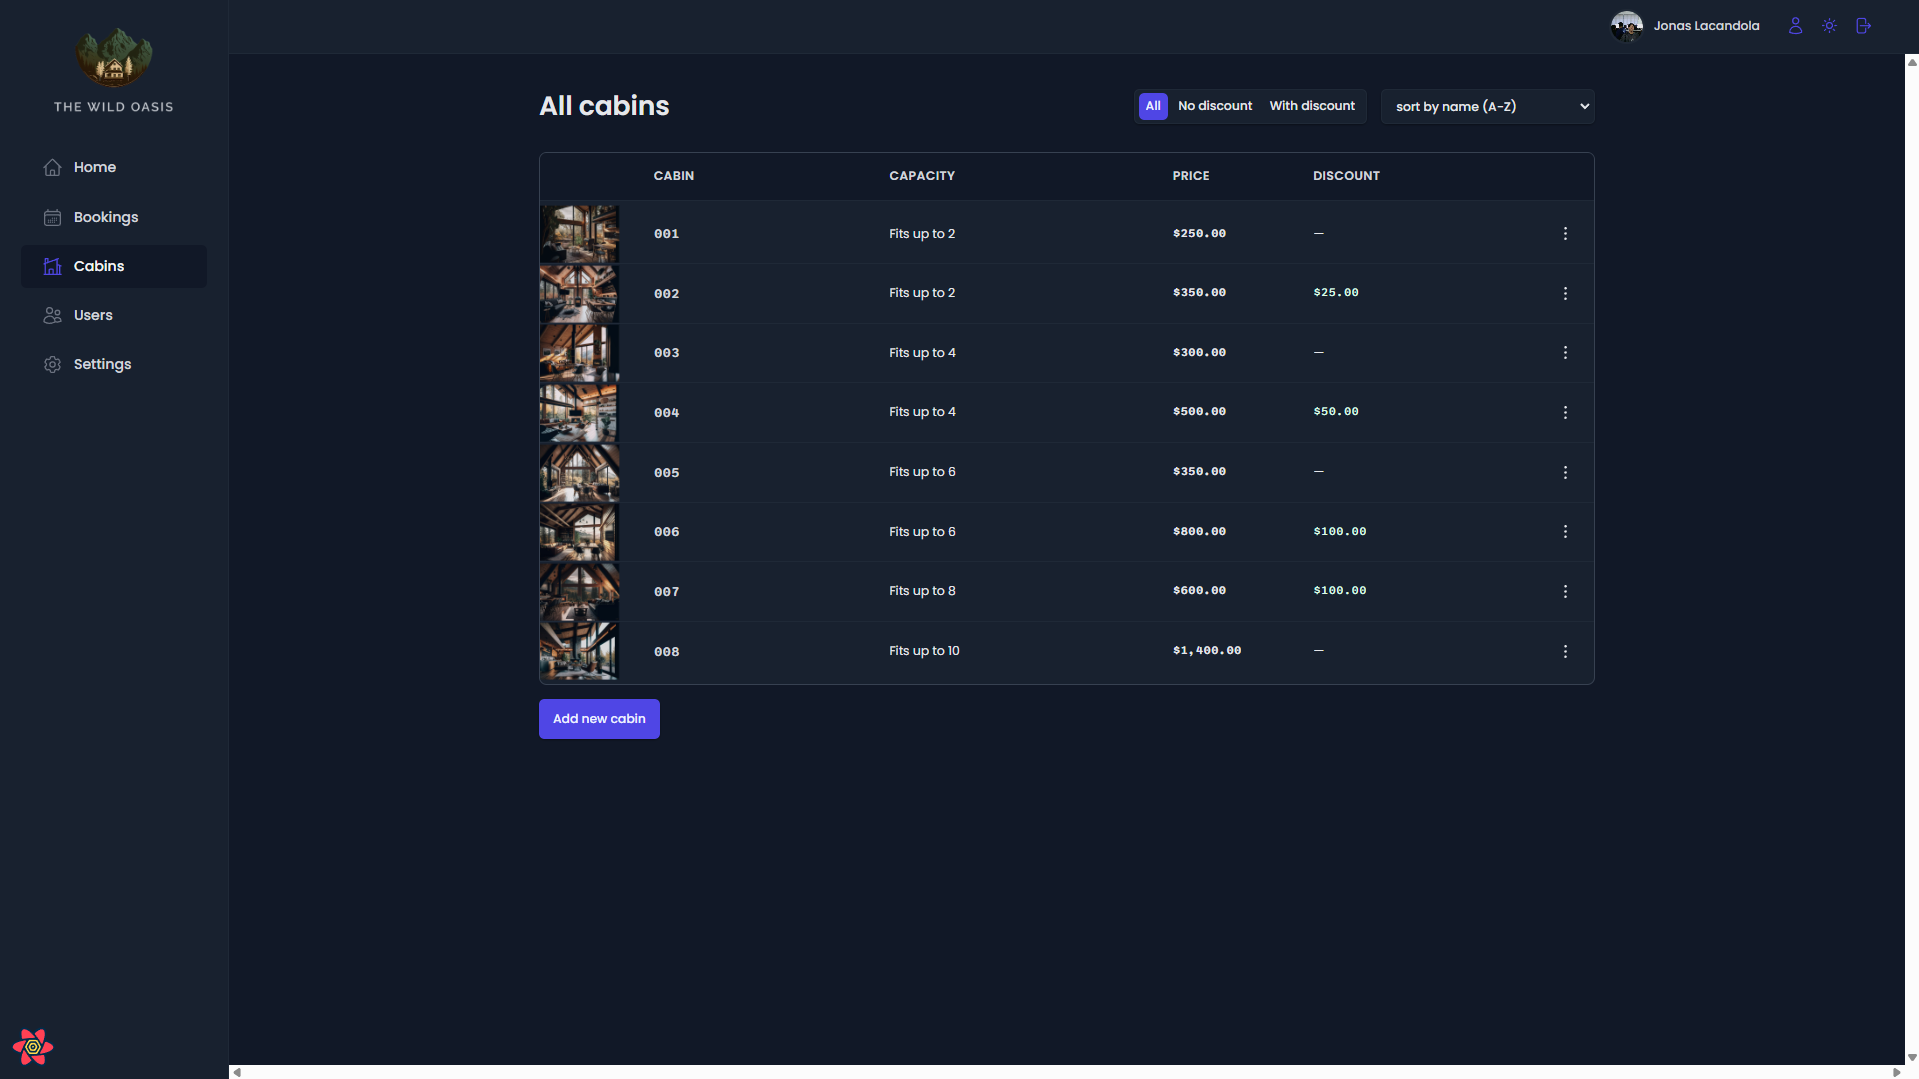 THE WILD OASIS
Jonas Lacandola
Home
Bookings
Cabins
Users
Settings
All cabins
All No discount With discount sort by name (A-Z)
CABIN CAPACITY PRICE DISCOUNT
001 Fits up to 2 $250.00 —
002 Fits up to 2 $350.00 $25.00
003 Fits up to 4 $300.00 —
004 Fits up to 4 $500.00 $50.00
005 Fits up to 6 $350.00 —
006 Fits up to 6 $800.00 $100.00
007 Fits up to 8 $600.00 $100.00
008 Fits up to 10 $1,400.00 —
Add new cabin